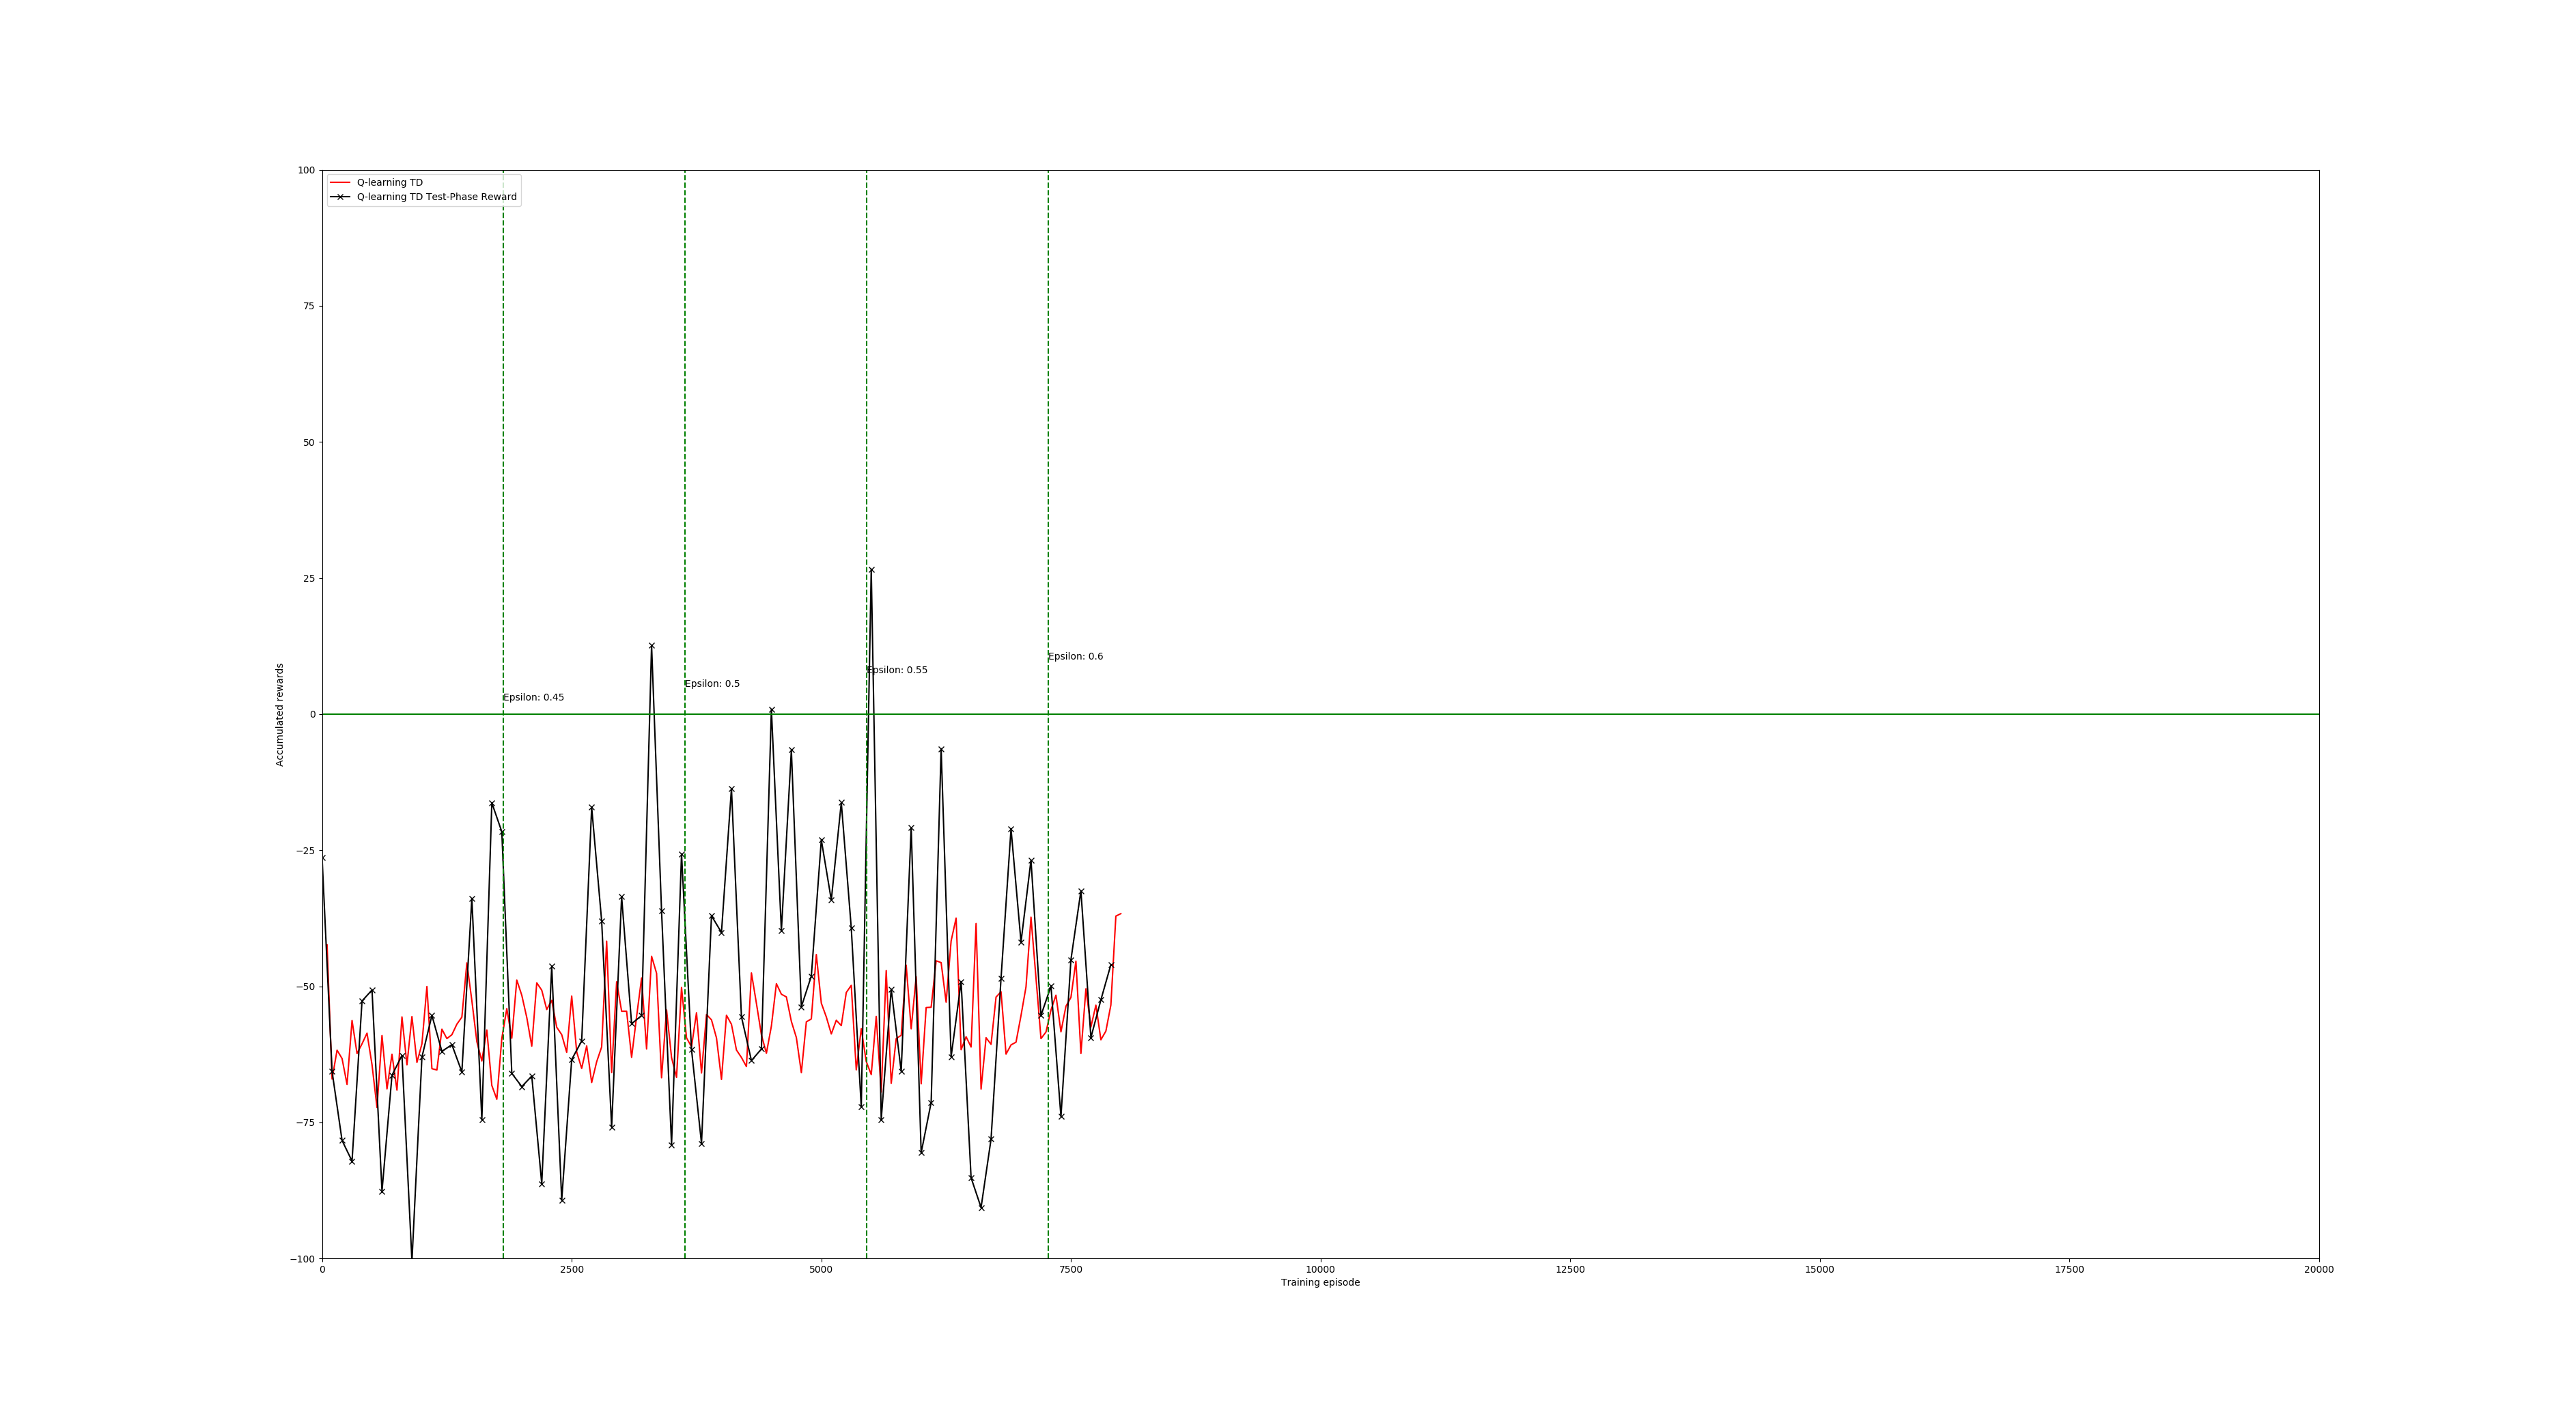 Q-learning TD
Q-learning TD Test-Phase Reward
100
75
50
25
0
−25
−50
−75
−100
Accumulated rewards
Epsilon: 0.45
Epsilon: 0.5
Epsilon: 0.55
Epsilon: 0.6
0 2500 5000 7500 10000 12500 15000 17500 20000
Training episode